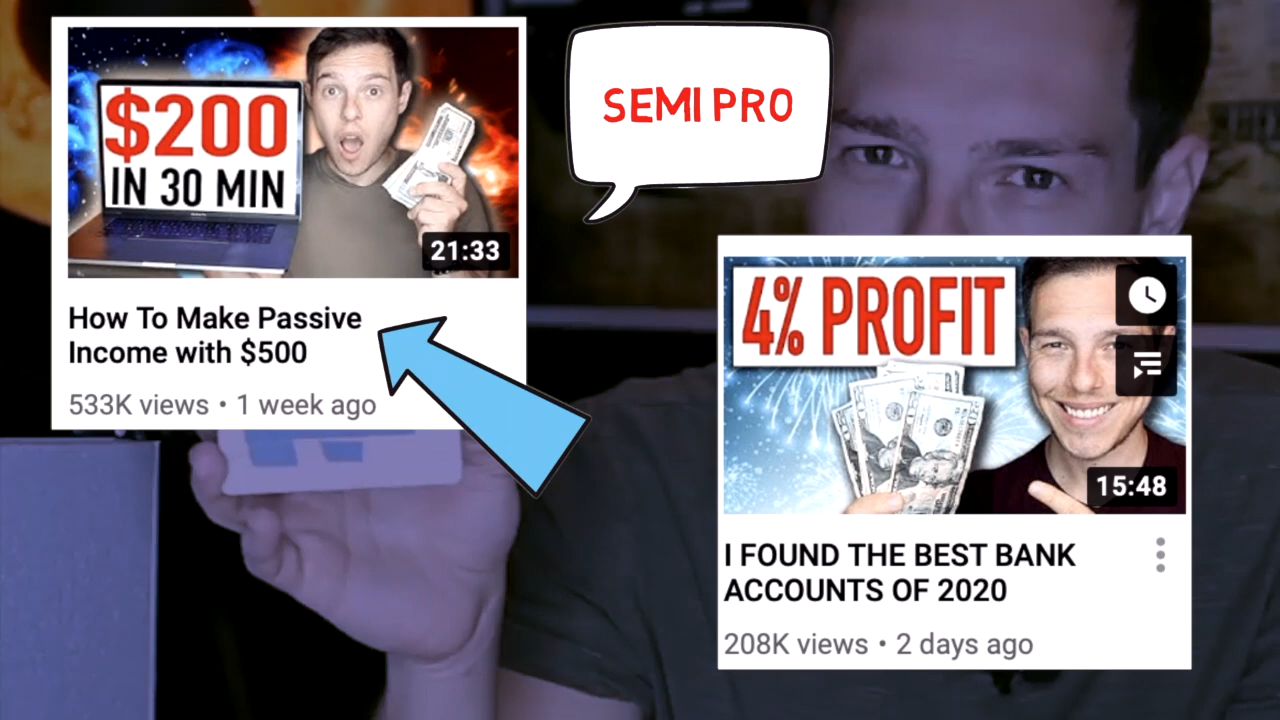 $200
IN 30 MIN
21:33
How To Make Passive
Income with $500
533K views • 1 week ago
SEMI PRO
4% PROFIT
15:48
I FOUND THE BEST BANK
ACCOUNTS OF 2020
208K views • 2 days ago